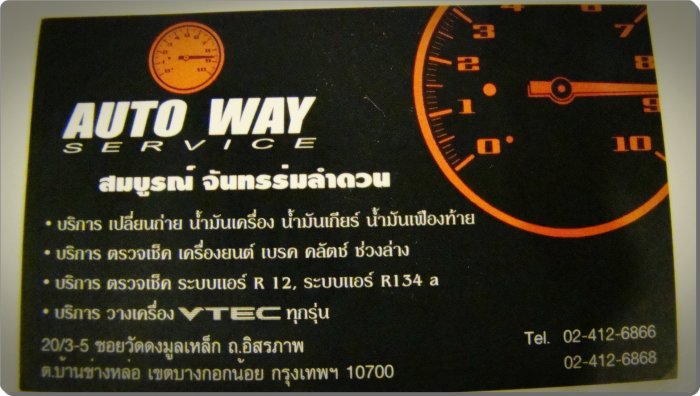 AUTO WAY
SERVICE
สมบูรณ์ จันทรรมลำดวน
• บริการ เปลี่ยนถ่าย น้ำมันเครื่อง น้ำมันเกียร์ น้ำมันเฟืองท้าย
• บริการ ตรวจเช็ค เครื่องยนต์ เบรค คลัตช์ ช่วงล่าง
• บริการ ตรวจเช็ค ระบบแอร์ R 12, ระบบแอร์ R134 a
• บริการ วางเครื่อง VTEC ทุกรุ่น
20/3-5 ซอยวัดดงมูลเหล็ก ถ.อิสรภาพ
ต.บ้านช่างหล่อ เขตบางกอกน้อย กรุงเทพฯ 10700
Tel. 02-412-6866
02-412-6868
0
1
2
3
6
7
8
9
10